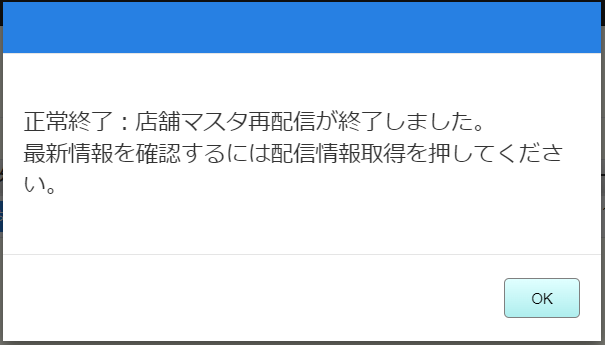 正常終了：店舗マスタ再配信が終了しました。
最新情報を確認するには配信情報取得を押してくださ
い。
OK